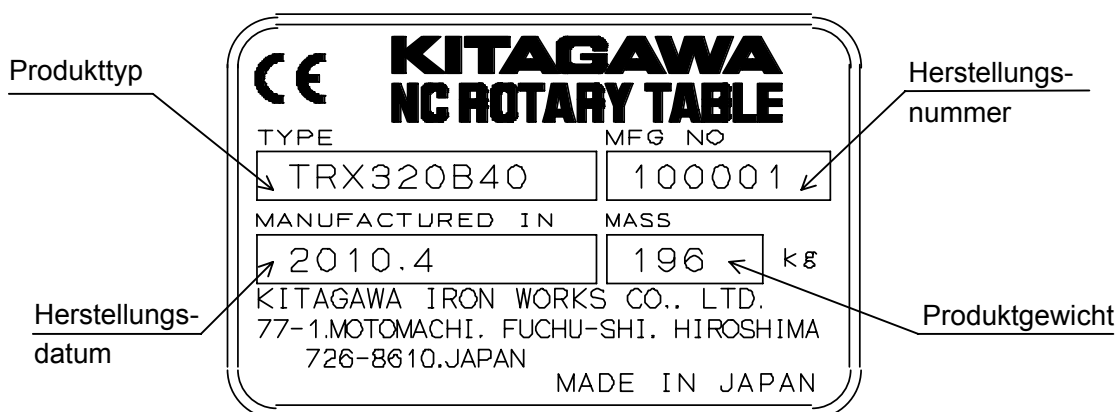 Produkttyp
Herstellungs-
nummer
CE
KITAGAWA
NC ROTARY TABLE
TYPE MFG NO
TRX320B40 100001
MANUFACTURED IN MASS
2010.4 196 kg
KITAGAWA IRON WORKS CO., LTD.
77-1.MOTOMACHI. FUCHU-SHI. HIROSHIMA
726-8610.JAPAN
MADE IN JAPAN
Herstellungs-
datum
Produktgewicht